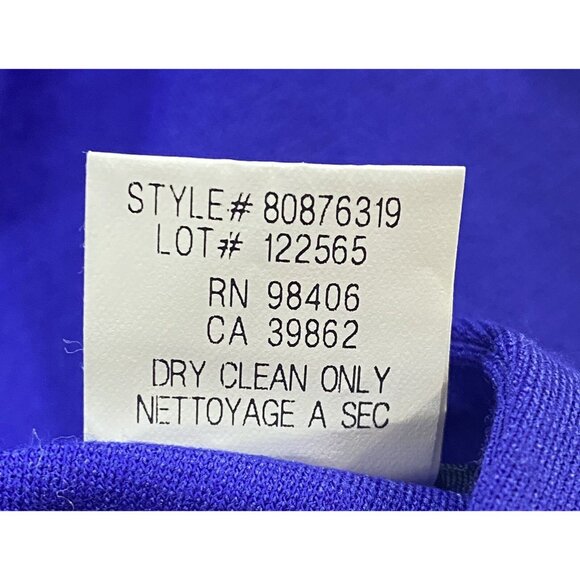 STYLE# 80876319
LOT# 122565
RN 98406
CA 39862
DRY CLEAN ONLY
NETTOYAGE A SEC